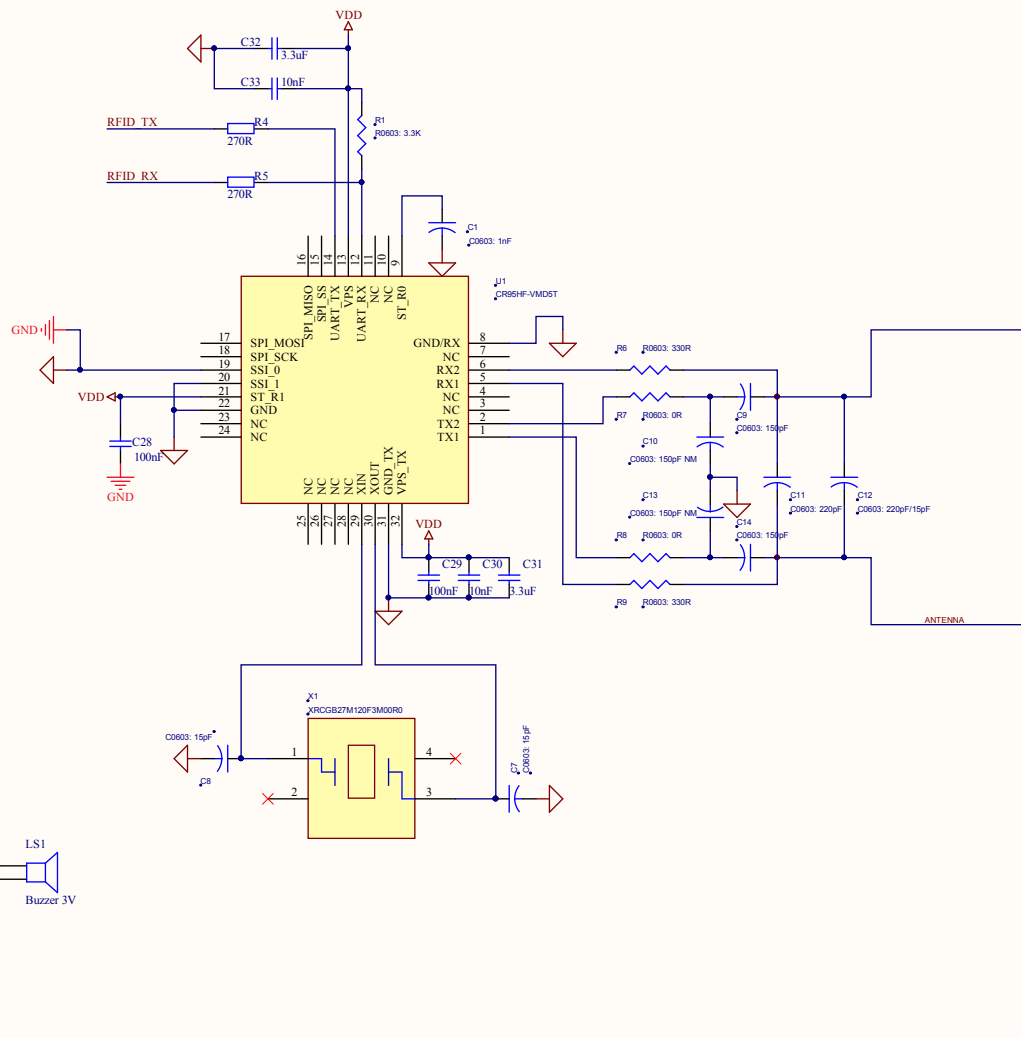 VDD
C32
3.3uF
C33
10nF
RFID_TX
R4
270R
R1
R0603: 3.3K
RFID_RX
R5
270R
C1
C0603: 1nF
16
15
14
13
12
11
10
9
SPI_MISO
SPI_SS
UART_TX
VPS
UART_RX
NC
NC
ST_R0
U1
CR95HF-VMD5T
GND
17
SPI_MOSI
18
SPI_SCK
19
SSI_0
20
SSI_1
VDD
21
ST_R1
22
GND
23
NC
24
NC
GND/RX
8
NC
7
RX2
6
RX1
5
NC
4
NC
3
TX2
2
TX1
1
C28
100nF
GND
R6
R0603: 330R
R7
R0603: 0R
C9
C0603: 150pF
C10
C0603: 150pF NM
C13
C0603: 150pF NM
C11
C0603: 220pF
C12
C0603: 220pF/15pF
C14
C0603: 150pF
R8
R0603: 0R
R9
R0603: 330R
ANTENNA
NC
NC
NC
NC
XIN
XOUT
GND_TX
VPS_TX
25
26
27
28
29
30
31
32
VDD
C29
100nF
C30
10nF
C31
3.3uF
X1
XRCGB27M120F3M00R0
C0603: 15pF
C8
1
2
4
3
C7
C0603: 15pF
LS1
Buzzer 3V